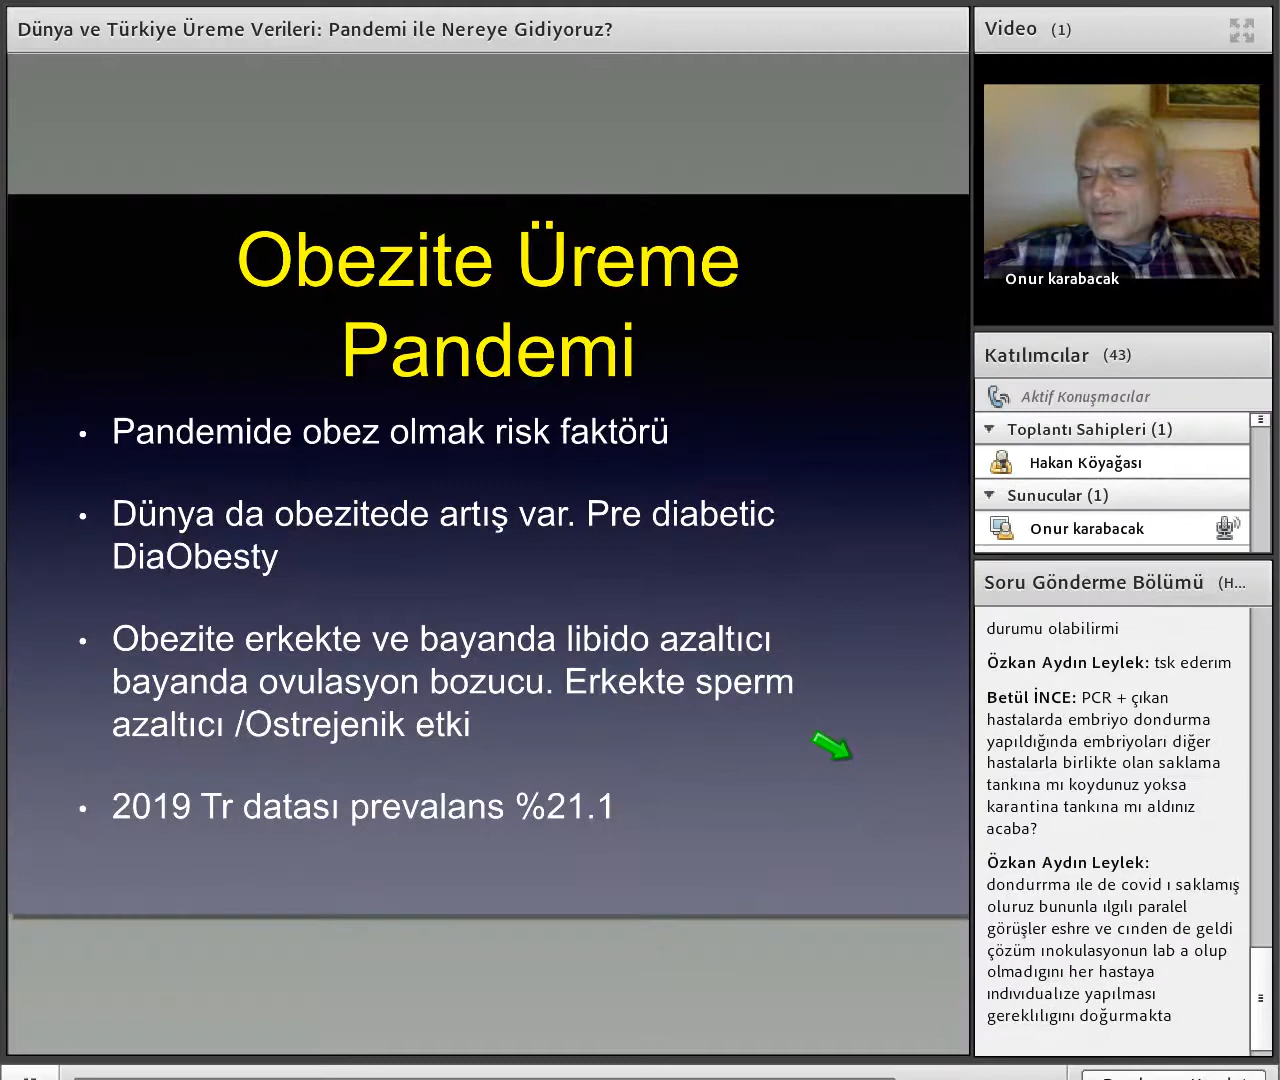 Dünya ve Türkiye Üreme Verileri: Pandemi ile Nereye Gidiyoruz?
Obezite Üreme
Pandemi
• Pandemide obez olmak risk faktörü
• Dünya da obezitede artış var. Pre diabetic
DiaObesty
• Obezite erkekte ve bayanda libido azaltıcı
bayanda ovulasyon bozucu. Erkekte sperm
azaltıcı /Ostrejenik etki
• 2019 Tr datası prevalans %21.1
Video (1)
Onur karabacak
Katılımcılar (43)
Aktif Konuşmacılar
Toplantı Sahipleri (1)
Hakan Köyağası
Sunucular (1)
Onur karabacak
Soru Gönderme Bölümü (H...
durumu olabilirmi
Özkan Aydın Leylek: tsk ederım
Betül İNCE: PCR + çıkan
hastalarda embriyo dondurma
yapıldığında embriyoları diğer
hastalarla birlikte olan saklama
tankına mı koydunuz yoksa
karantina tankına mı aldınız
acaba?
Özkan Aydın Leylek:
dondurrma ıle de covid ı saklamış
oluruz bununla ılgılı paralel
görüşler eshre ve cınden de geldi
çözüm ınokulasyonun lab a olup
olmadıgını her hastaya
ındıvıdualıze yapılması
gereklılıgını doğurmakta